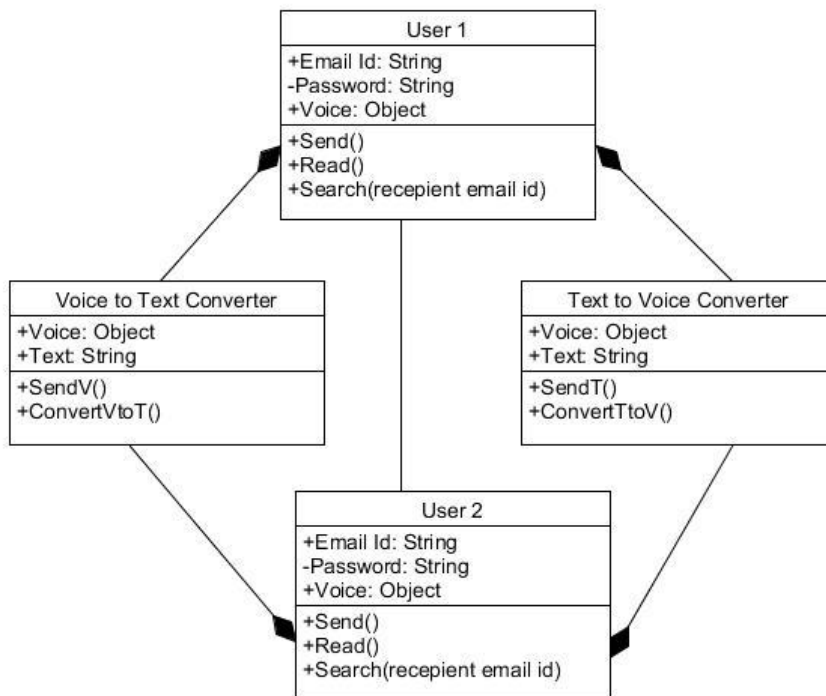 User 1
+Email Id: String
-Password: String
+Voice: Object
+Send()
+Read()
+Search(recepient email id)
Voice to Text Converter
+Voice: Object
+Text: String
+SendV()
+ConvertVtoT()
Text to Voice Converter
+Voice: Object
+Text: String
+SendT()
+ConvertTtoV()
User 2
+Email Id: String
-Password: String
+Voice: Object
+Send()
+Read()
+Search(recepient email id)